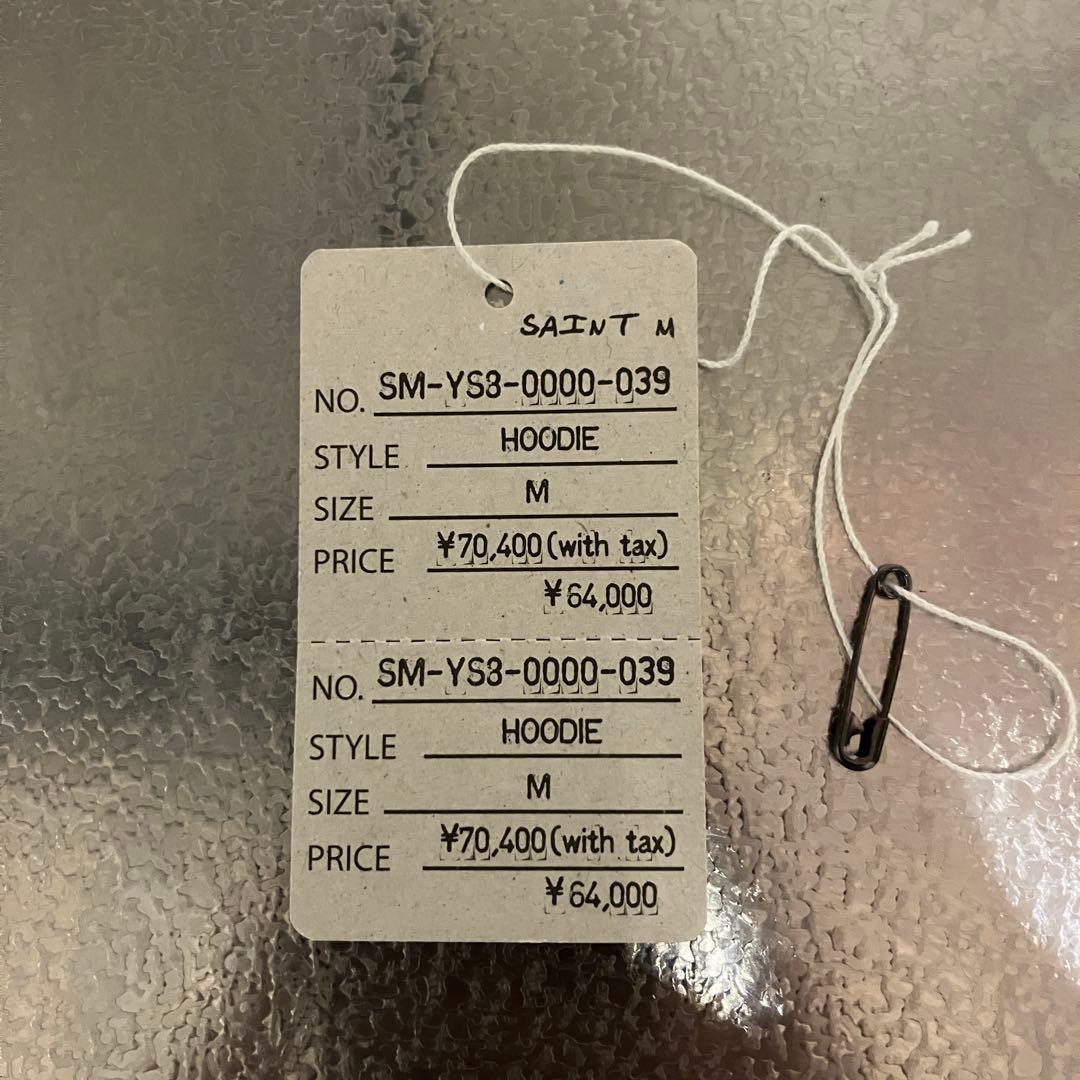 SAINT M
NO. SM-YS8-0000-039
STYLE HOODIE
SIZE M
PRICE ¥70,400(with tax)
¥64,000
NO. SM-YS8-0000-039
STYLE HOODIE
SIZE M
PRICE ¥70,400(with tax)
¥64,000